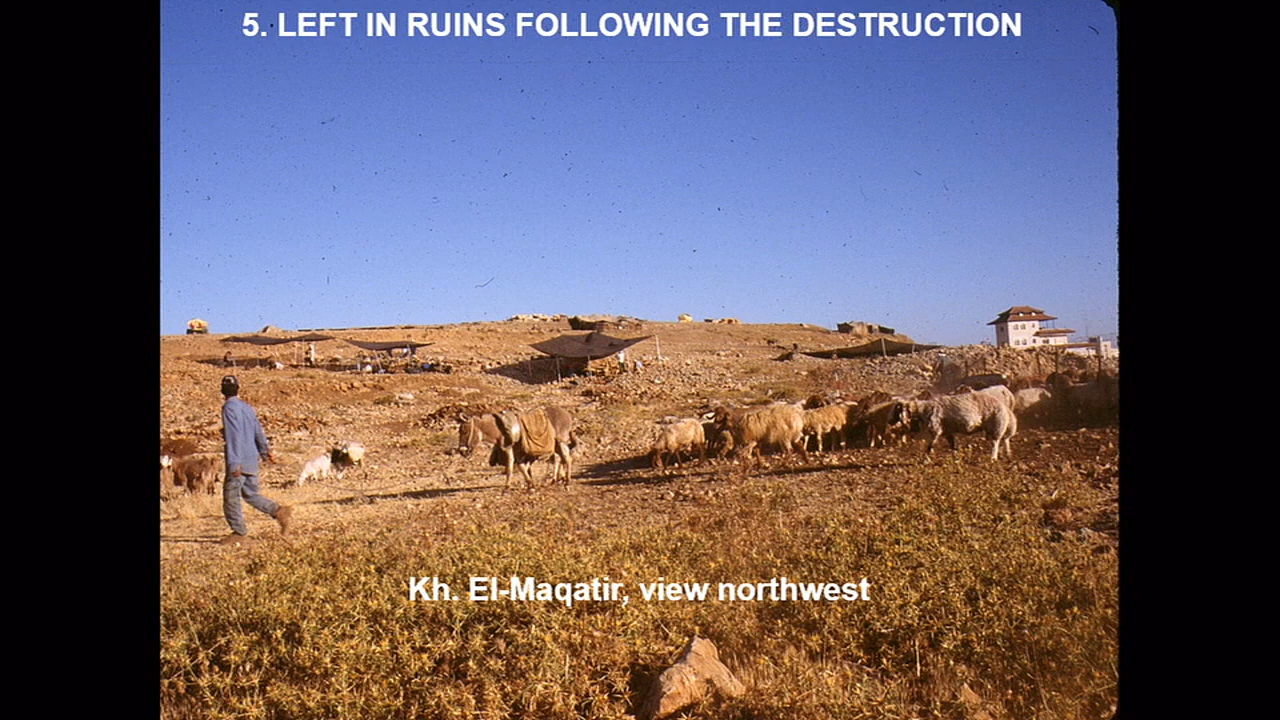 5. LEFT IN RUINS FOLLOWING THE DESTRUCTION
Kh. El-Maqatir, view northwest